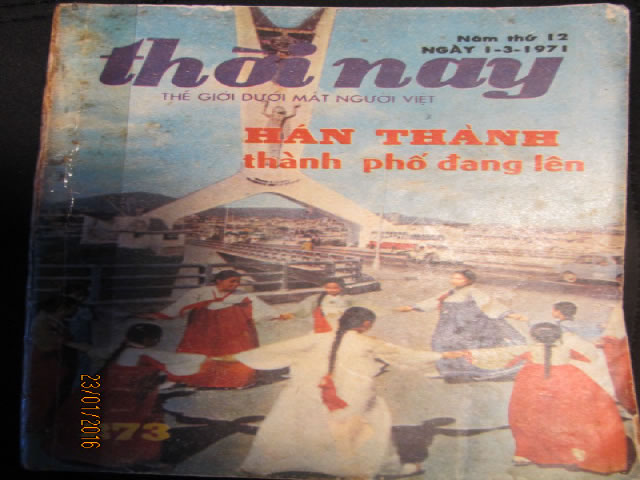 Năm thứ 12
NGÀY 1-3-1971
thời nay
THẾ GIỚI DƯỚI MẮT NGƯỜI VIỆT
HÁN THÀNH
thành phố đang lên
73
23/01/2016